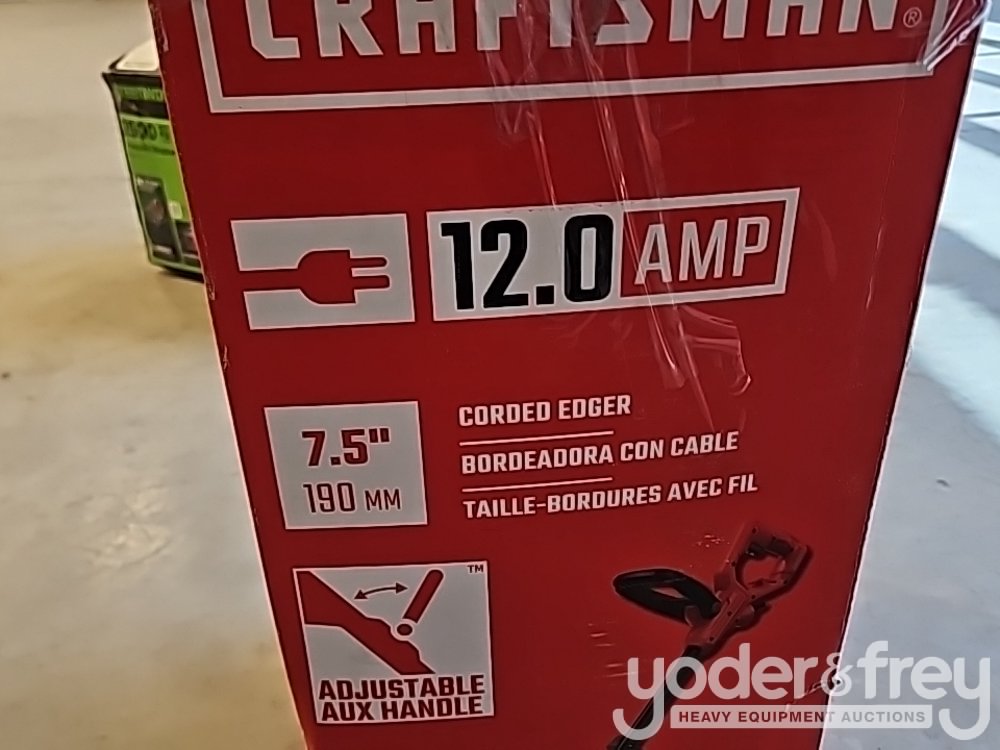 CRAFTSMAN®
12.0 AMP
7.5"
190 MM
CORDED EDGER
BORDEADORA CON CABLE
TAILLE-BORDURES AVEC FIL
TM
ADJUSTABLE
AUX HANDLE
yoder&frey
HEAVY EQUIPMENT AUCTIONS